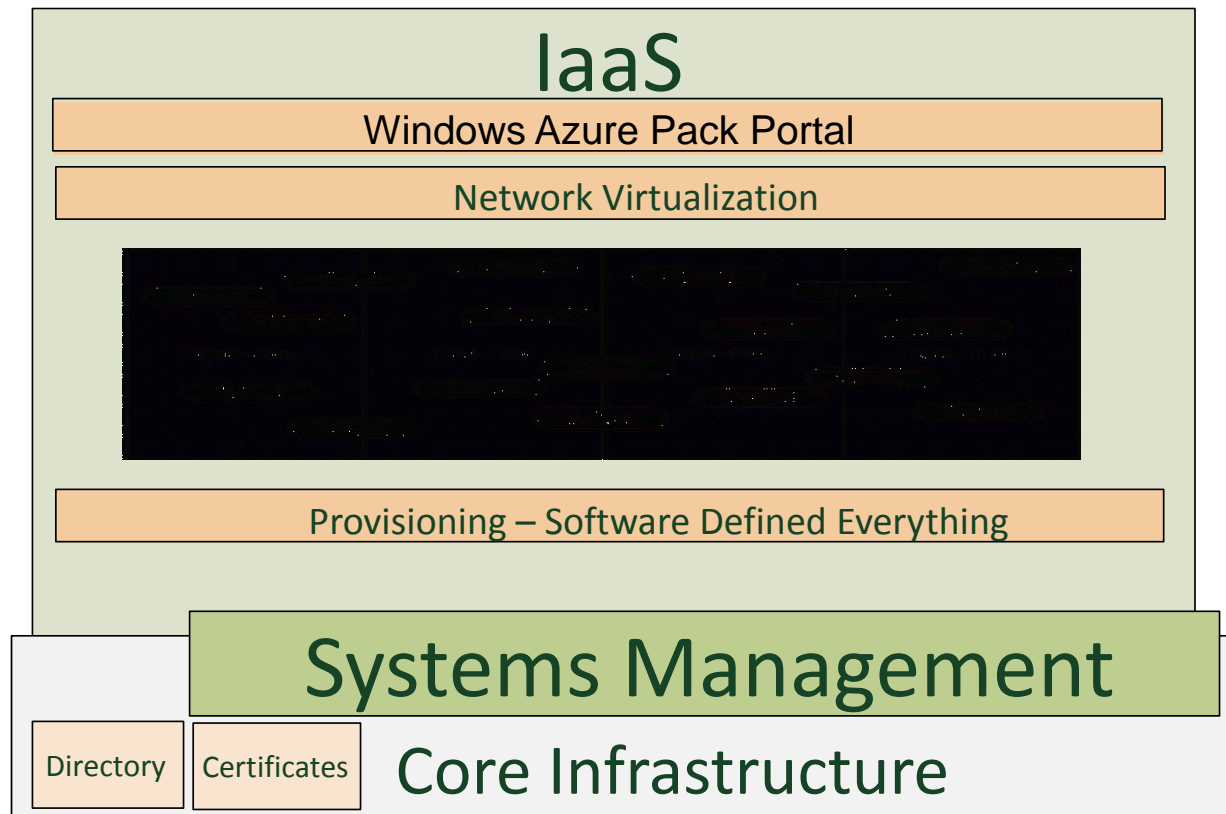 IaaS
Windows Azure Pack Portal
Network Virtualization
Provisioning – Software Defined Everything
Systems Management
Directory
Certificates
Core Infrastructure